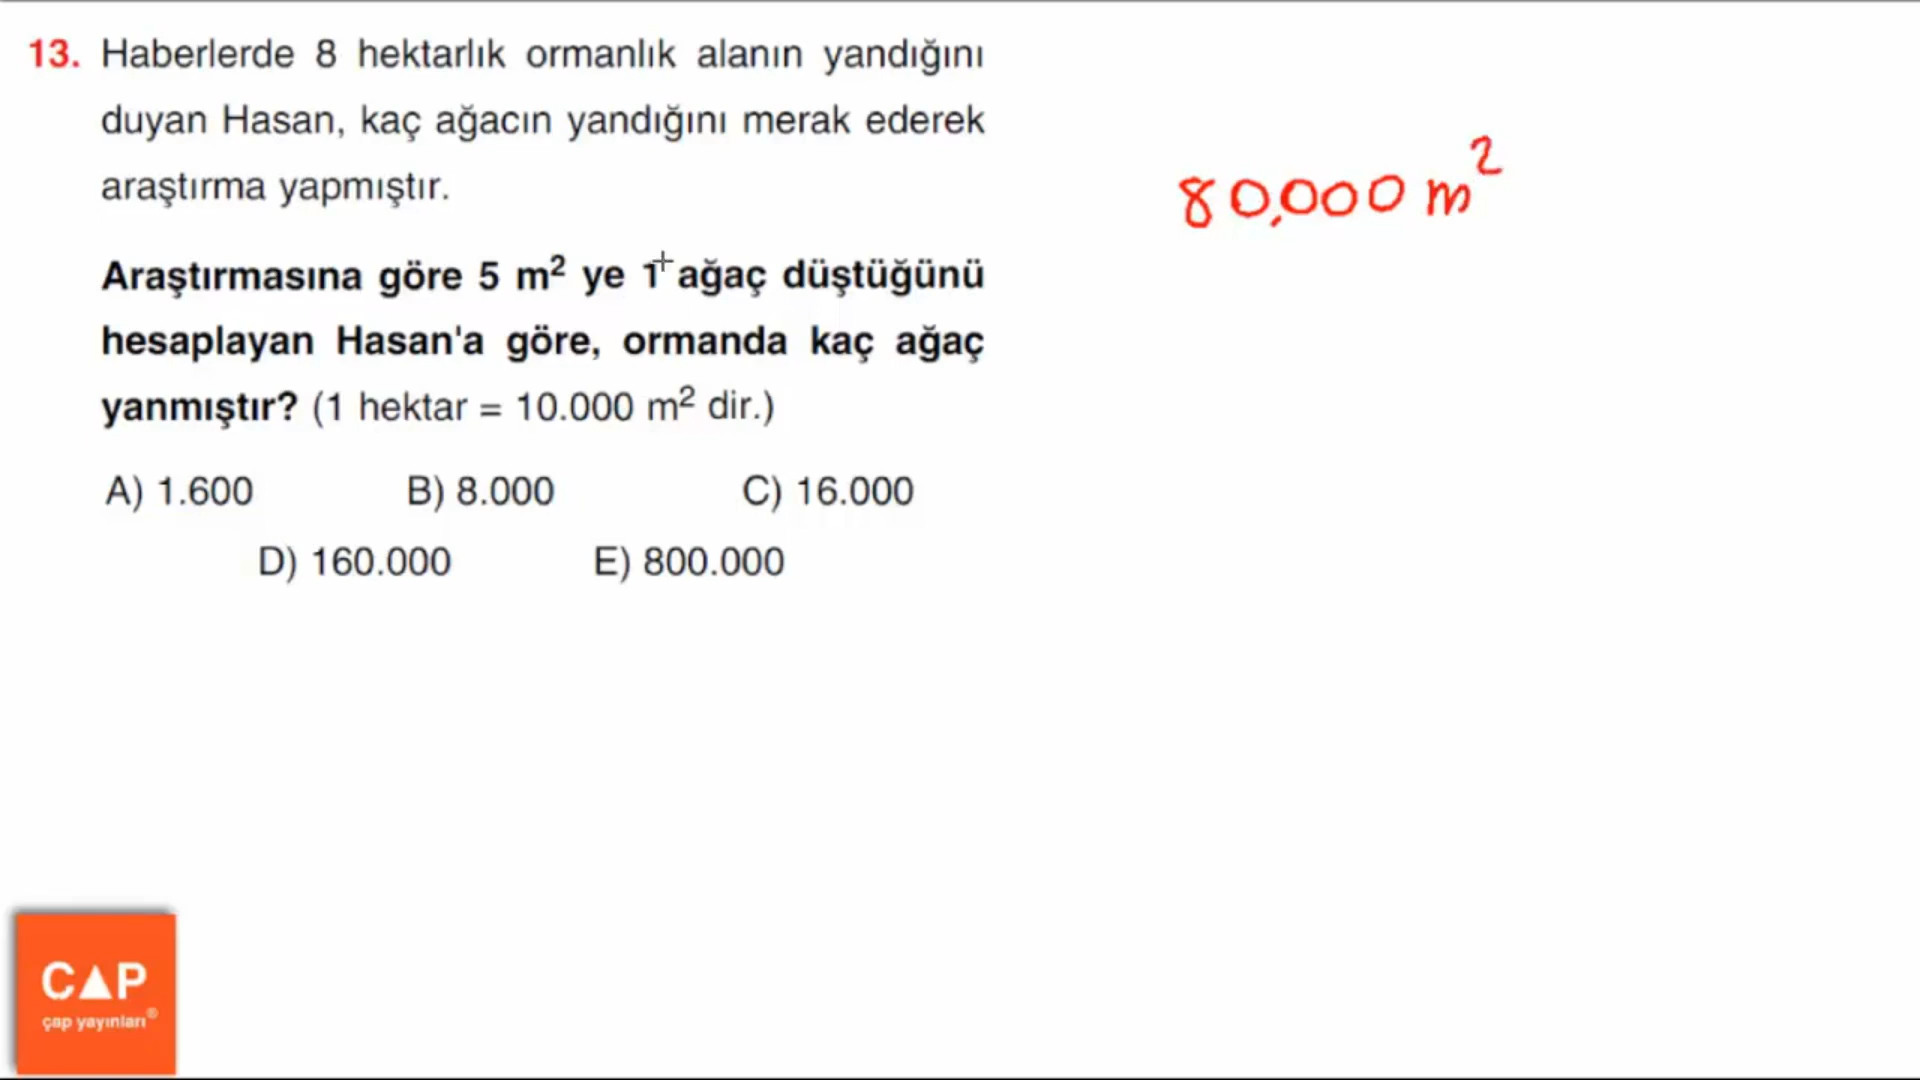 13. Haberlerde 8 hektarlık ormanlık alanın yandığını
duyan Hasan, kaç ağacın yandığını merak ederek
araştırma yapmıştır.
80.000 m²
Araştırmasına göre 5 m² ye 1 ağaç düştüğünü
hesaplayan Hasan'a göre, ormanda kaç ağaç
yanmıştır? (1 hektar = 10.000 m² dir.)
A) 1.600 B) 8.000 C) 16.000
D) 160.000 E) 800.000
CAP
çap yayınları®